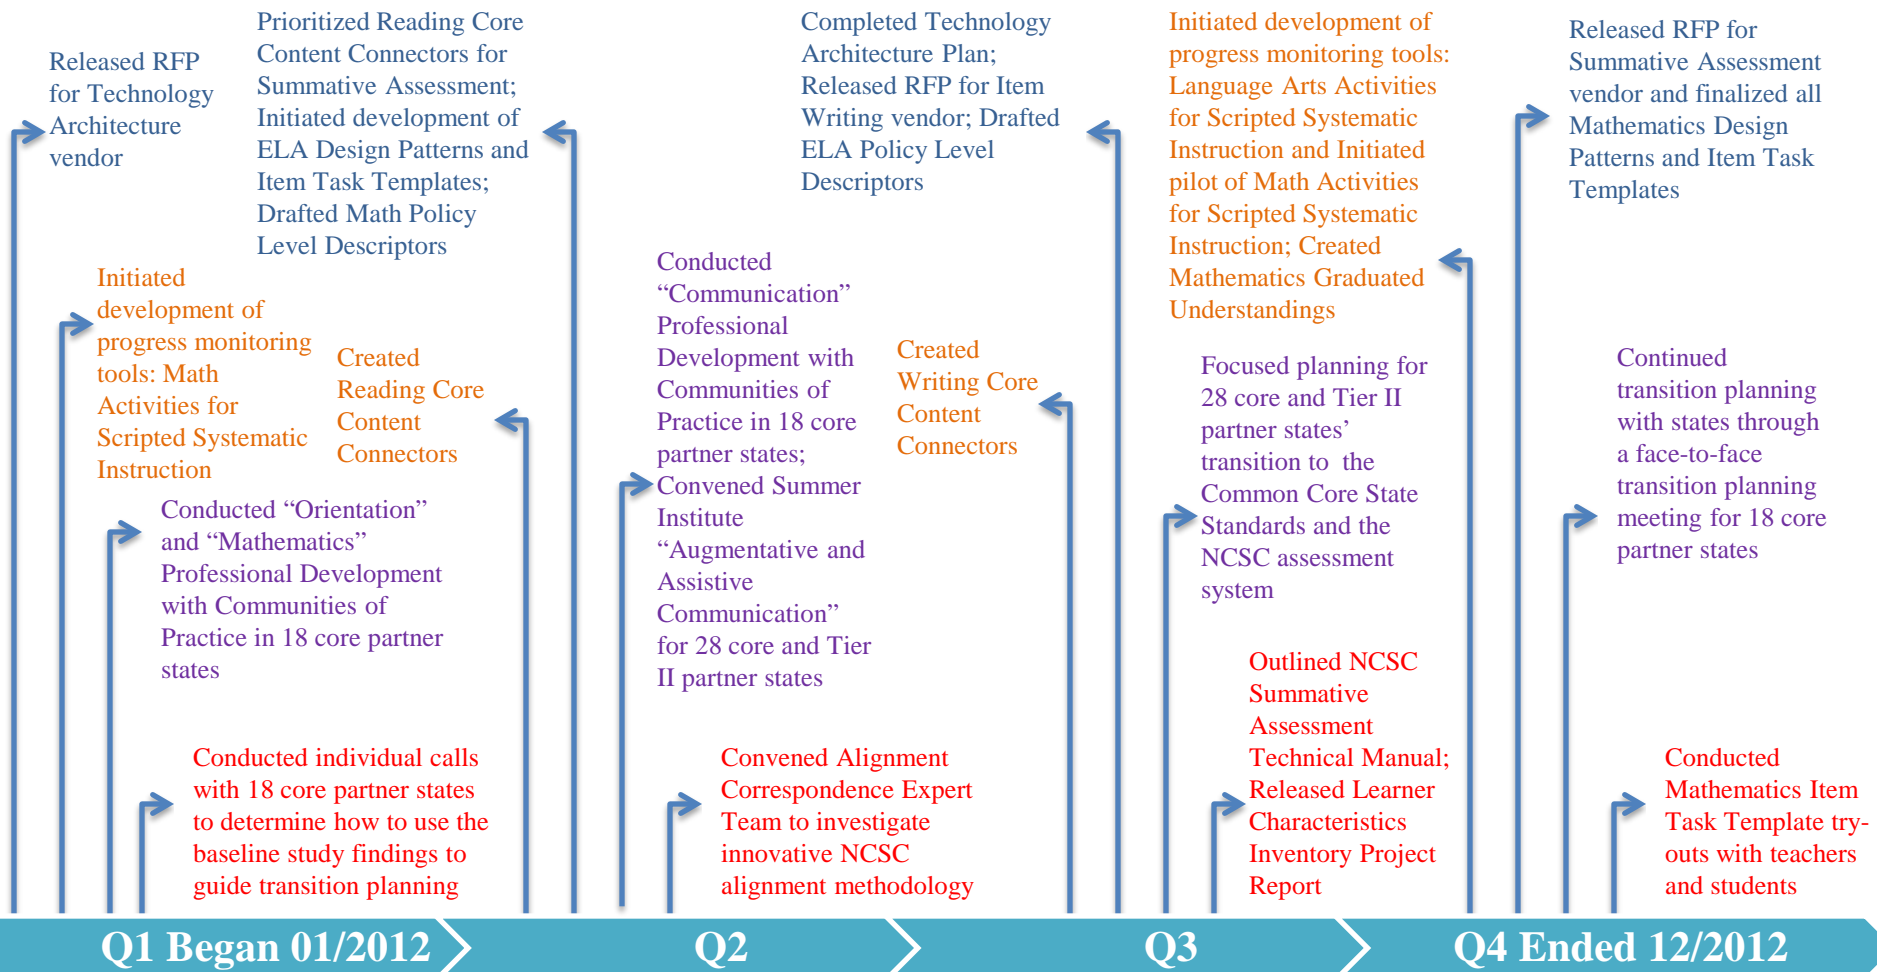 Released RFP
for Technology
Architecture
vendor
Prioritized Reading Core
Content Connectors for
Summative Assessment;
Initiated development of
ELA Design Patterns and
Item Task Templates;
Drafted Math Policy
Level Descriptors
Completed Technology
Architecture Plan;
Released RFP for Item
Writing vendor; Drafted
ELA Policy Level
Descriptors
Initiated development of
progress monitoring tools:
Language Arts Activities
for Scripted Systematic
Instruction and Initiated
pilot of Math Activities
for Scripted Systematic
Instruction; Created
Mathematics Graduated
Understandings
Released RFP for
Summative Assessment
vendor and finalized all
Mathematics Design
Patterns and Item Task
Templates
Initiated
development of
progress monitoring
tools: Math
Activities for
Scripted Systematic
Instruction
Created
Reading Core
Content
Connectors
Conducted
“Communication”
Professional
Development with
Communities of
Practice in 18 core
partner states;
Convened Summer
Institute
“Augmentative and
Assistive
Communication”
for 28 core and Tier
II partner states
Created
Writing Core
Content
Connectors
Focused planning for
28 core and Tier II
partner states’
transition to  the
Common Core State
Standards and the
NCSC assessment
system
Continued
transition planning
with states through
a face-to-face
transition planning
meeting for 18 core
partner states
Conducted “Orientation”
and “Mathematics”
Professional Development
with Communities of
Practice in 18 core partner
states
Conducted individual calls
with 18 core partner states
to determine how to use the
baseline study findings to
guide transition planning
Convened Alignment
Correspondence Expert
Team to investigate
innovative NCSC
alignment methodology
Outlined NCSC
Summative
Assessment
Technical Manual;
Released Learner
Characteristics
Inventory Project
Report
Conducted
Mathematics Item
Task Template try-
outs with teachers
and students
Q1 Began 01/2012
Q2
Q3
Q4 Ended 12/2012